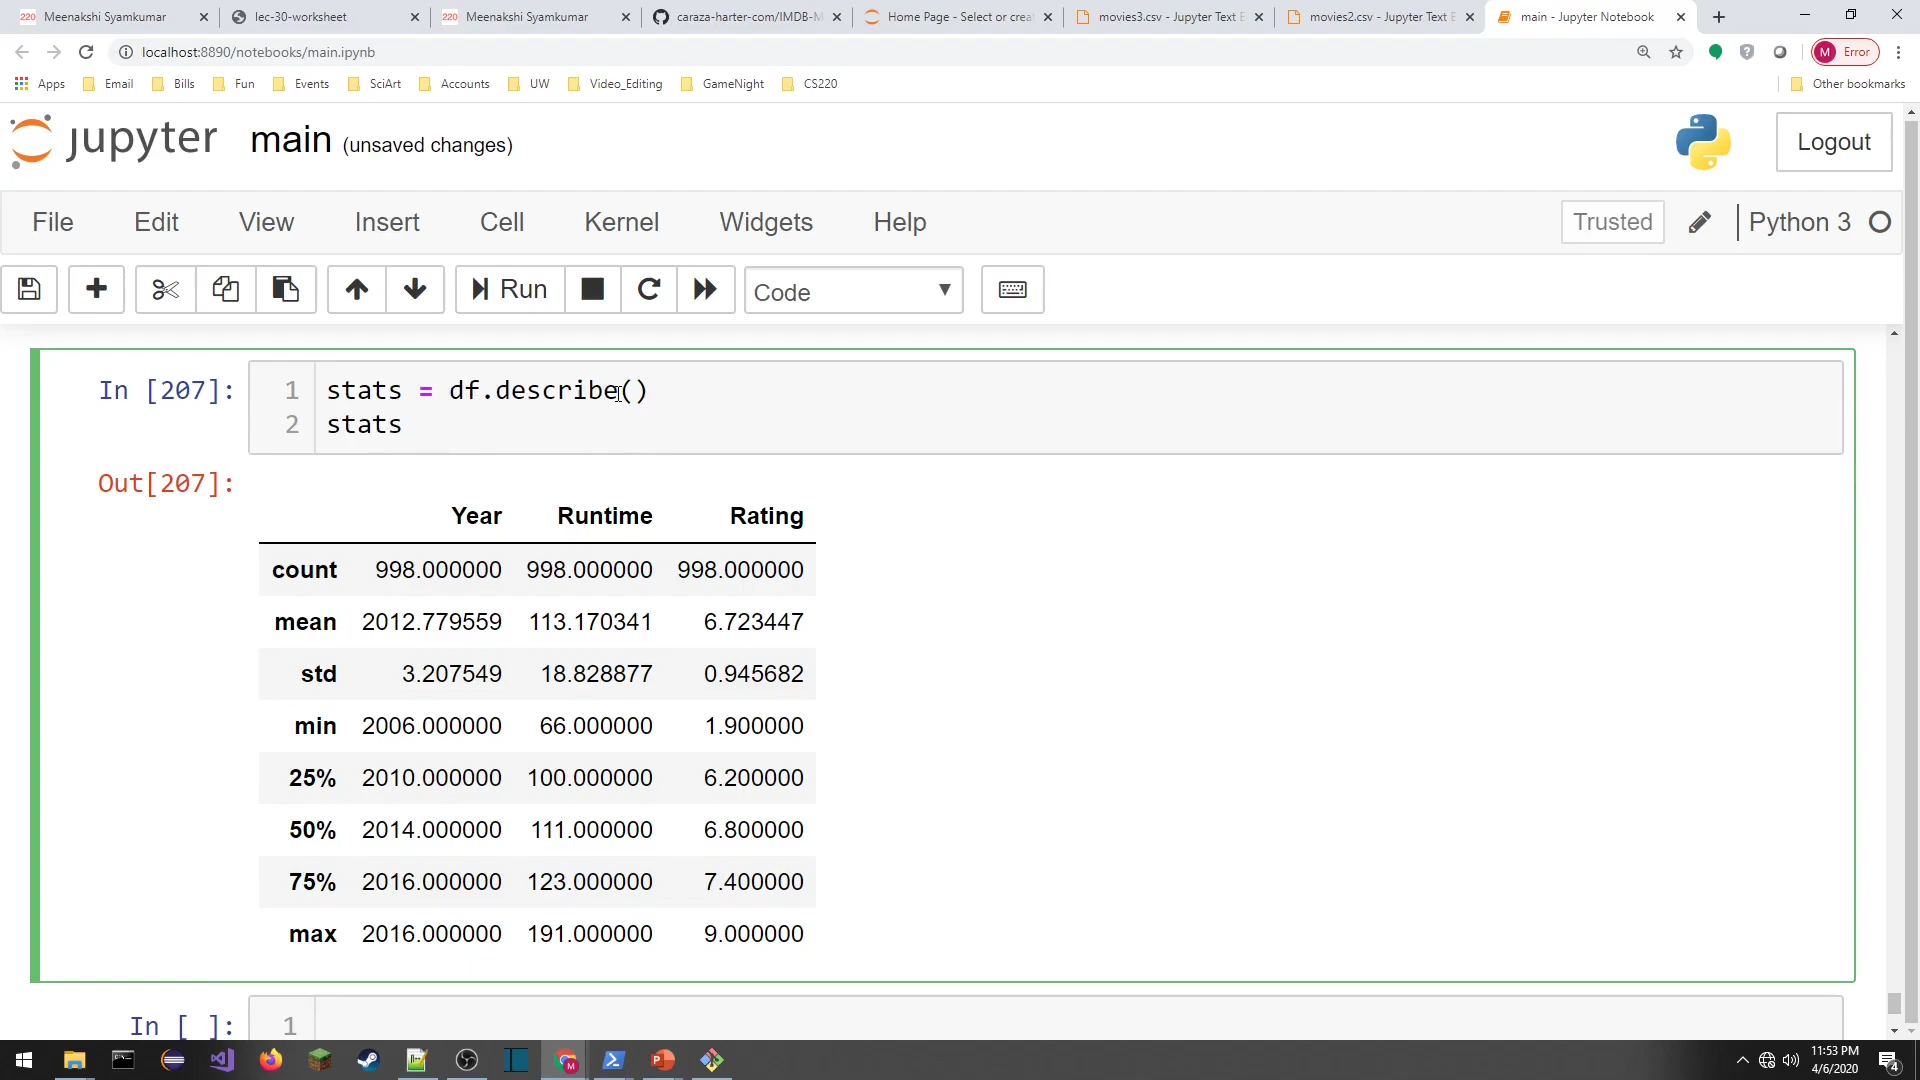 220 Meenakshi Syamkumar
lec-30-worksheet
220 Meenakshi Syamkumar
caraza-harter-com/IMDB-M
Home Page - Select or crea
movies3.csv - Jupyter Text E
movies2.csv - Jupyter Text E
main - Jupyter Notebook
localhost:8890/notebooks/main.ipynb
M Error
Apps Email Bills Fun Events SciArt Accounts UW Video_Editing GameNight CS220 Other bookmarks
jupyter main (unsaved changes) Logout
File Edit View Insert Cell Kernel Widgets Help Trusted Python 3
Run Code
In [207]: 1 stats = df.describe()
2 stats
Out[207]:
Year Runtime Rating
count 998.000000 998.000000 998.000000
mean 2012.779559 113.170341 6.723447
std 3.207549 18.828877 0.945682
min 2006.000000 66.000000 1.900000
25% 2010.000000 100.000000 6.200000
50% 2014.000000 111.000000 6.800000
75% 2016.000000 123.000000 7.400000
max 2016.000000 191.000000 9.000000
In [ ]: 1
11:53 PM
4/6/2020
4